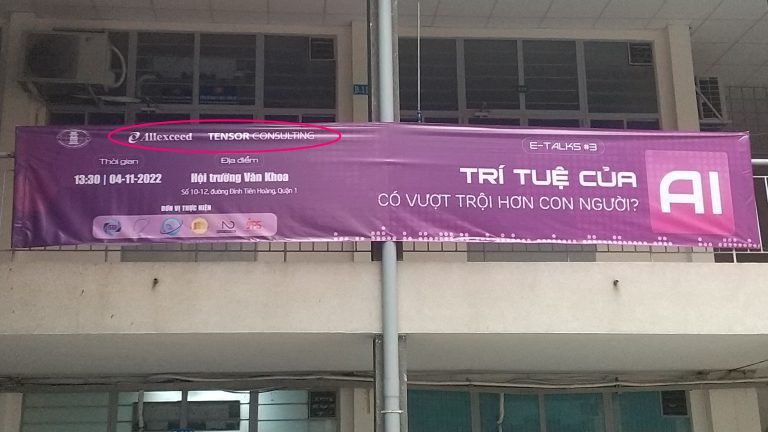 Allexceed TENSOR CONSULTING
Thời gian
13:30 | 04-11-2022
Địa điểm
Hội trường Văn Khoa
Số 10-12, đường Đinh Tiên Hoàng, Quận 1
ĐƠN VỊ THỰC HIỆN
E-TALKS #3
TRÍ TUỆ CỦA
AI
CÓ VƯỢT TRỘI HƠN CON NGƯỜI?